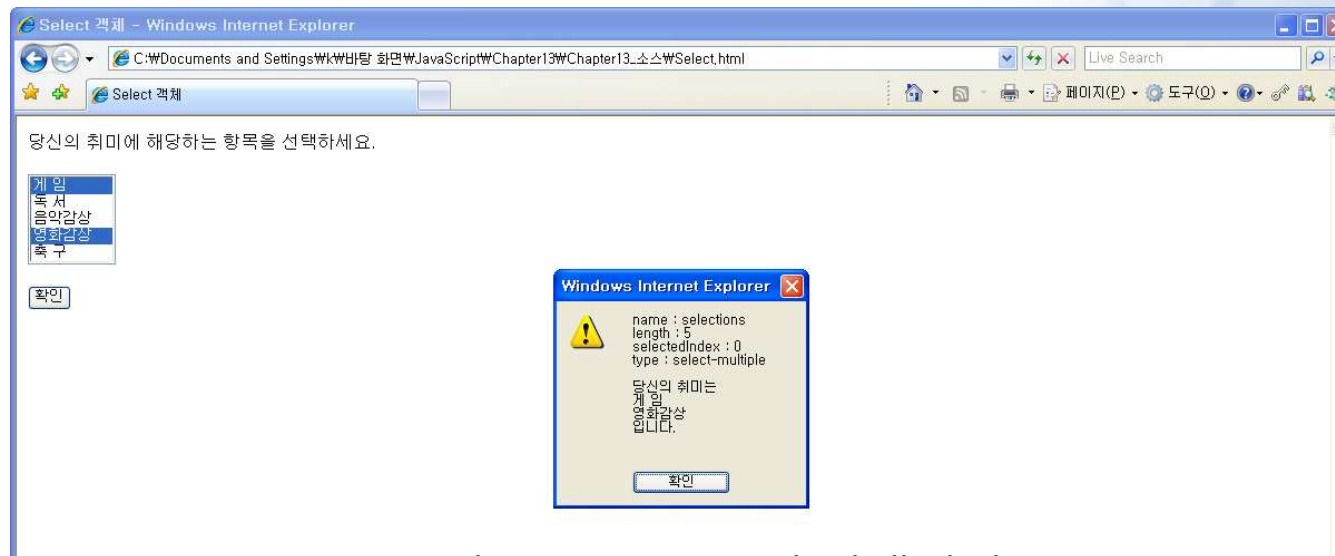 Select 객체 - Windows Internet Explorer
C:₩Documents and Settings₩k₩바탕 화면₩JavaScript₩Chapter13₩Chapter13_소스₩Select.html
Live Search
Select 객체
페이지(P)
도구(O)
당신의 취미에 해당하는 항목을 선택하세요.
게 임
독 서
음악감상
영화감상
축 구
확인
Windows Internet Explorer
name : selections
length : 5
selectedIndex : 0
type : select-multiple
당신의 취미는
게 임
영화감상
입니다.
확인